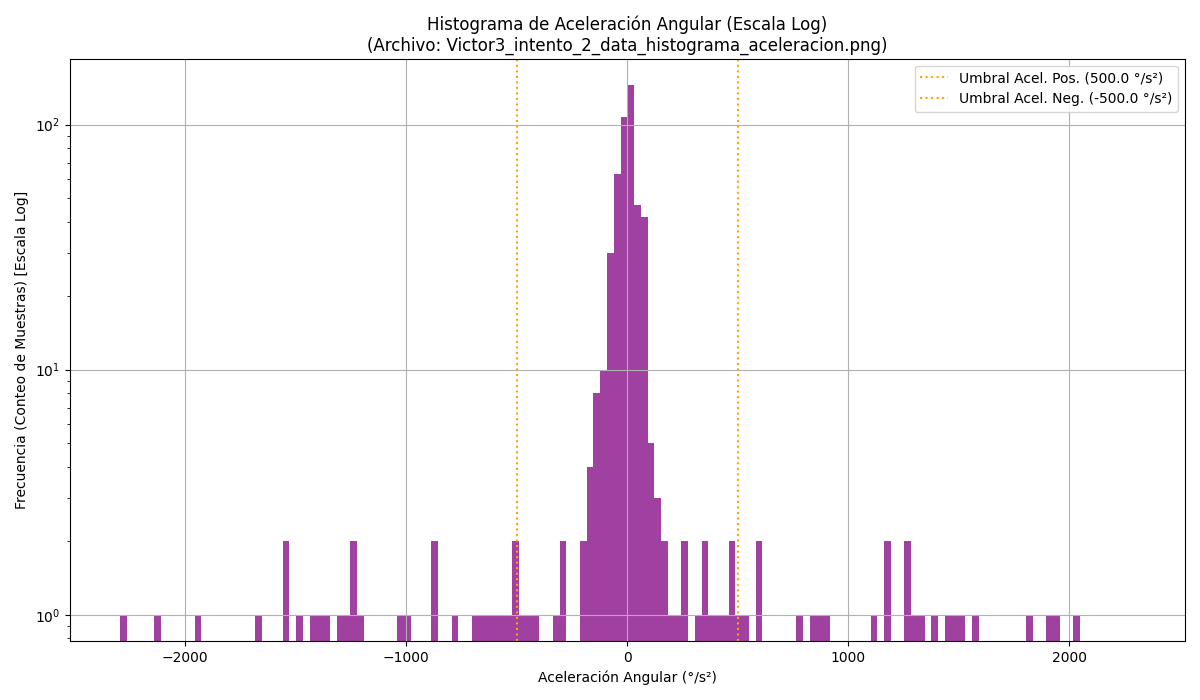 Histograma de Aceleración Angular (Escala Log)
(Archivo: Victor3_intento_2_data_histograma_aceleracion.png)
Umbral Acel. Pos. (500.0 °/s²)
Umbral Acel. Neg. (-500.0 °/s²)
Frecuencia (Conteo de Muestras) [Escala Log]
10²
10¹
10⁰
−2000 −1000 0 1000 2000
Aceleración Angular (°/s²)